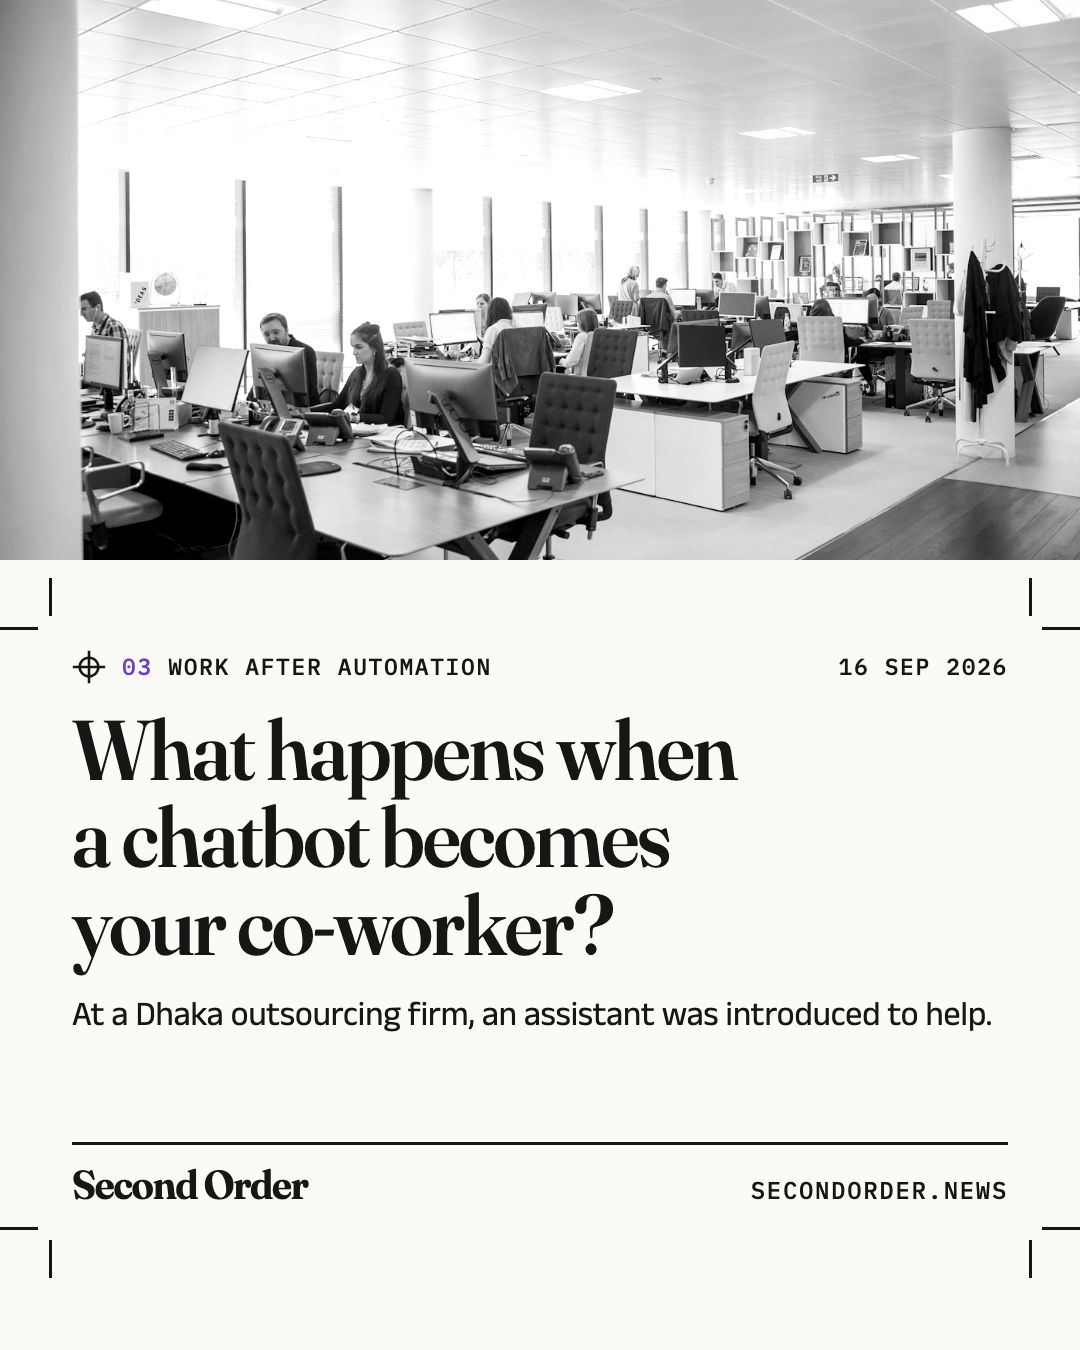 IDEAS
03 WORK AFTER AUTOMATION
16 SEP 2026
What happens when
a chatbot becomes
your co-worker?
At a Dhaka outsourcing firm, an assistant was introduced to help.
Second Order
SECONDORDER.NEWS